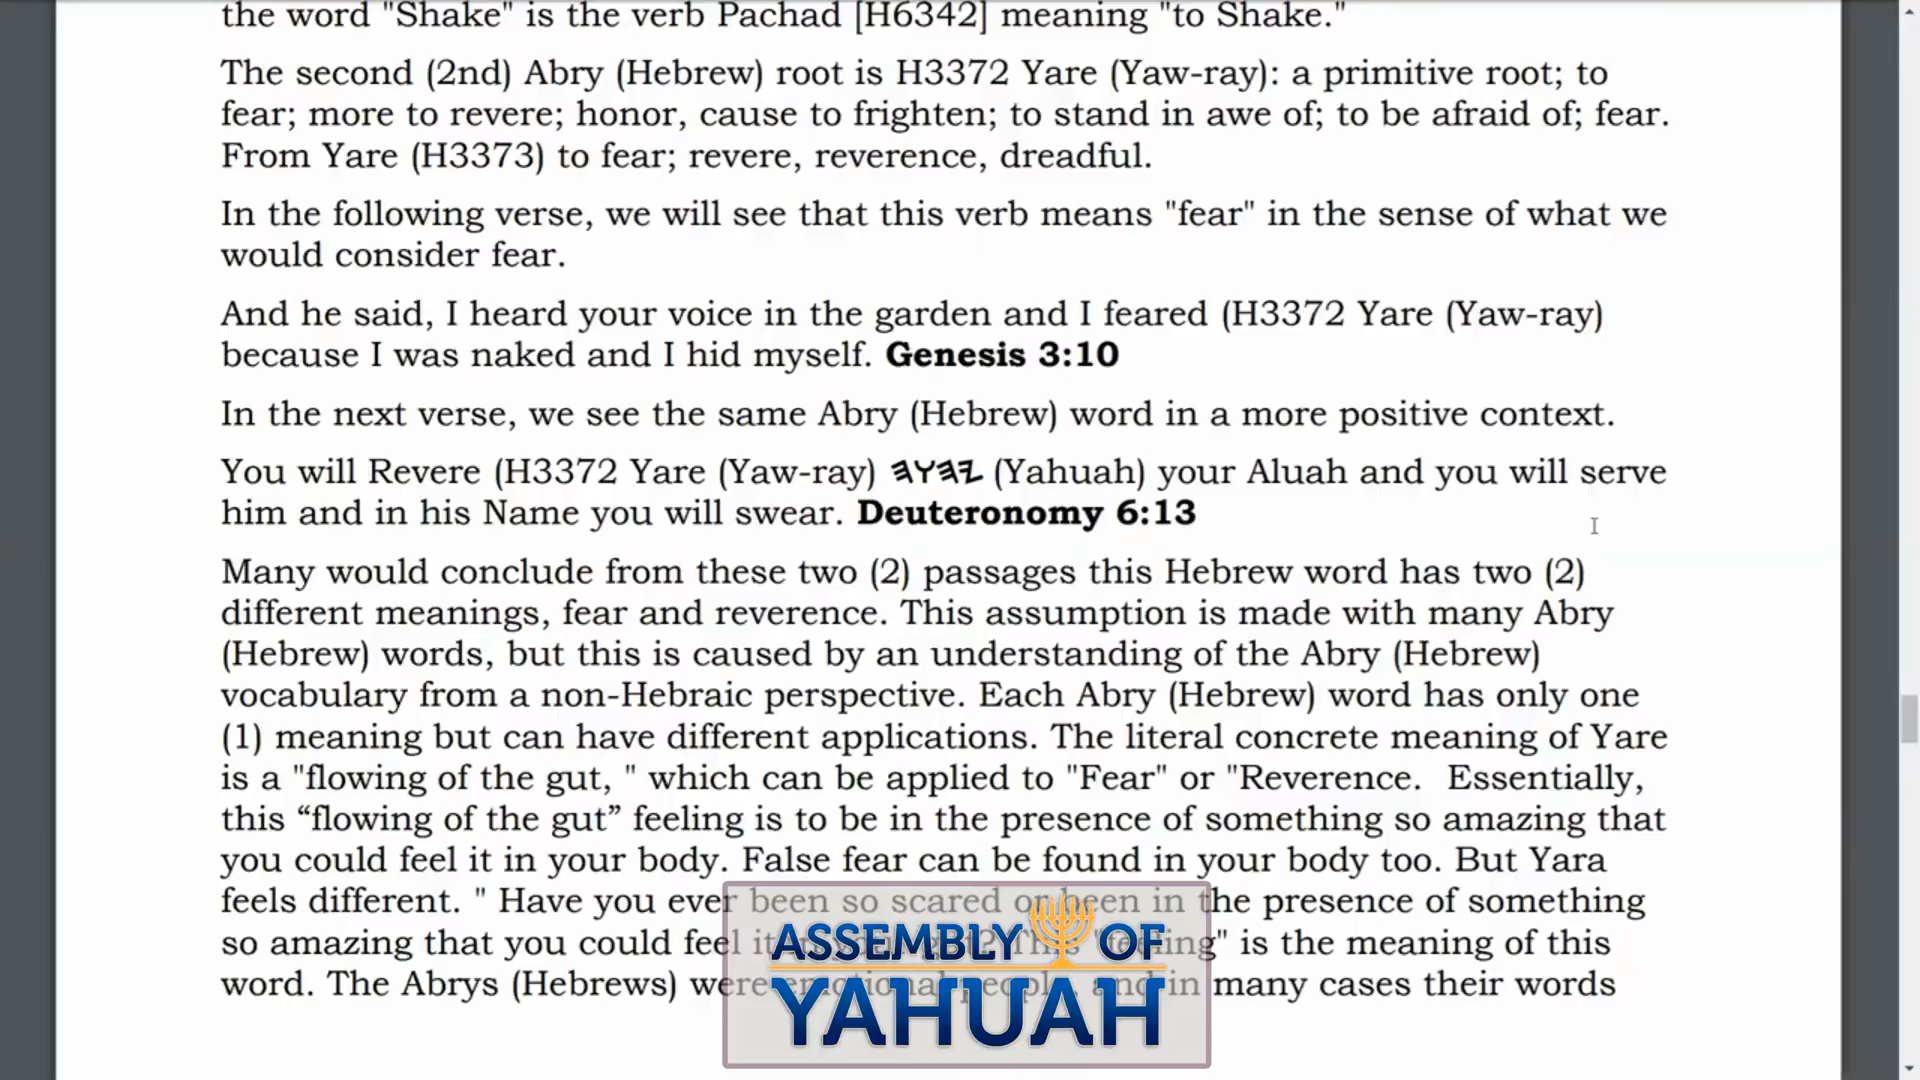 the word "Shake" is the verb Pachad [H6342] meaning "to Shake."
The second (2nd) Abry (Hebrew) root is H3372 Yare (Yaw-ray): a primitive root; to
fear; more to revere; honor, cause to frighten; to stand in awe of; to be afraid of; fear.
From Yare (H3373) to fear; revere, reverence, dreadful.
In the following verse, we will see that this verb means "fear" in the sense of what we
would consider fear.
And he said, I heard your voice in the garden and I feared (H3372 Yare (Yaw-ray)
because I was naked and I hid myself. Genesis 3:10
In the next verse, we see the same Abry (Hebrew) word in a more positive context.
You will Revere (H3372 Yare (Yaw-ray) 𐤉𐤄𐤅𐤄 (Yahuah) your Aluah and you will serve
him and in his Name you will swear. Deuteronomy 6:13
Many would conclude from these two (2) passages this Hebrew word has two (2)
different meanings, fear and reverence. This assumption is made with many Abry
(Hebrew) words, but this is caused by an understanding of the Abry (Hebrew)
vocabulary from a non-Hebraic perspective. Each Abry (Hebrew) word has only one
(1) meaning but can have different applications. The literal concrete meaning of Yare
is a "flowing of the gut, " which can be applied to "Fear" or "Reverence.  Essentially,
this “flowing of the gut” feeling is to be in the presence of something so amazing that
you could feel it in your body. False fear can be found in your body too. But Yara
feels different. " Have you ever been so scared or been in the presence of something
so amazing that you could feel it This "feeling" is the meaning of this
word. The Abrys (Hebrews) were emotional people, and in many cases their words
ASSEMBLY OF
YAHUAH